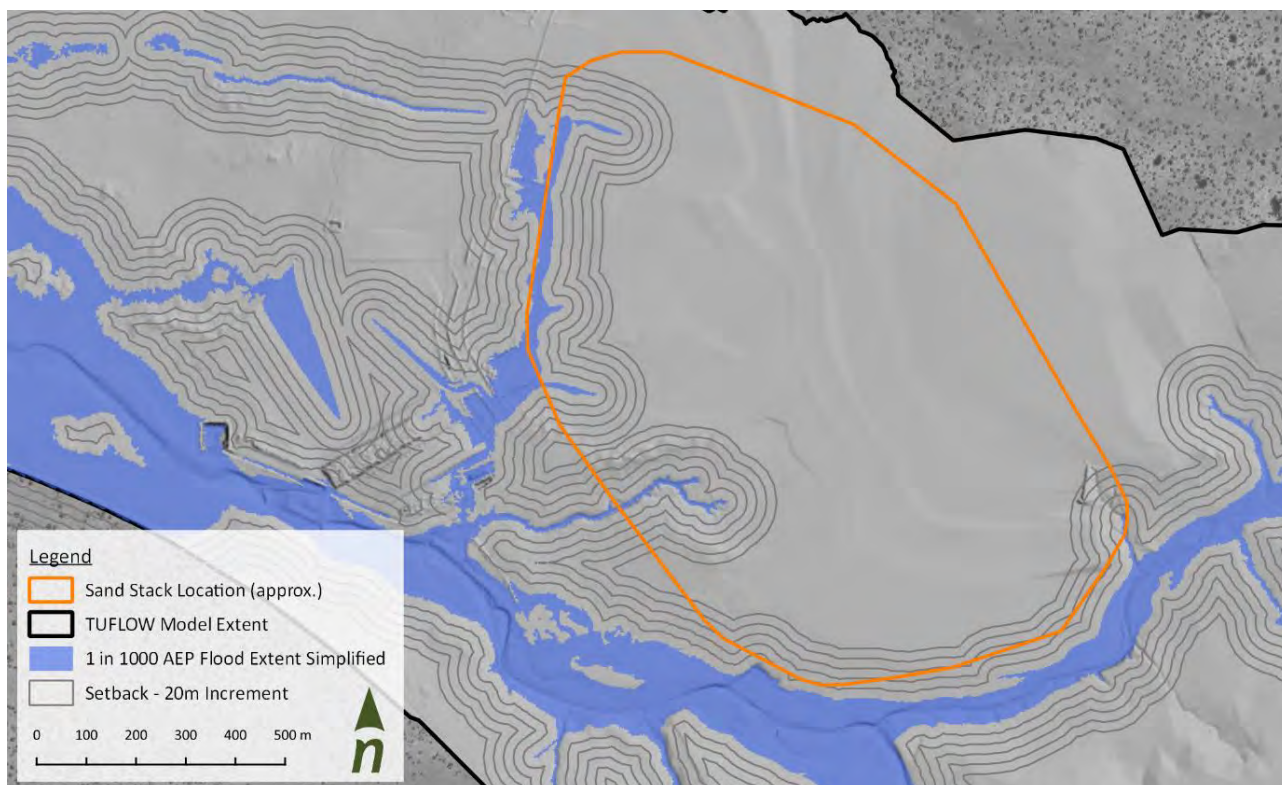 Legend
Sand Stack Location (approx.)
TUFLOW Model Extent
1 in 1000 AEP Flood Extent Simplified
Setback - 20m Increment
0 100 200 300 400 500 m
n